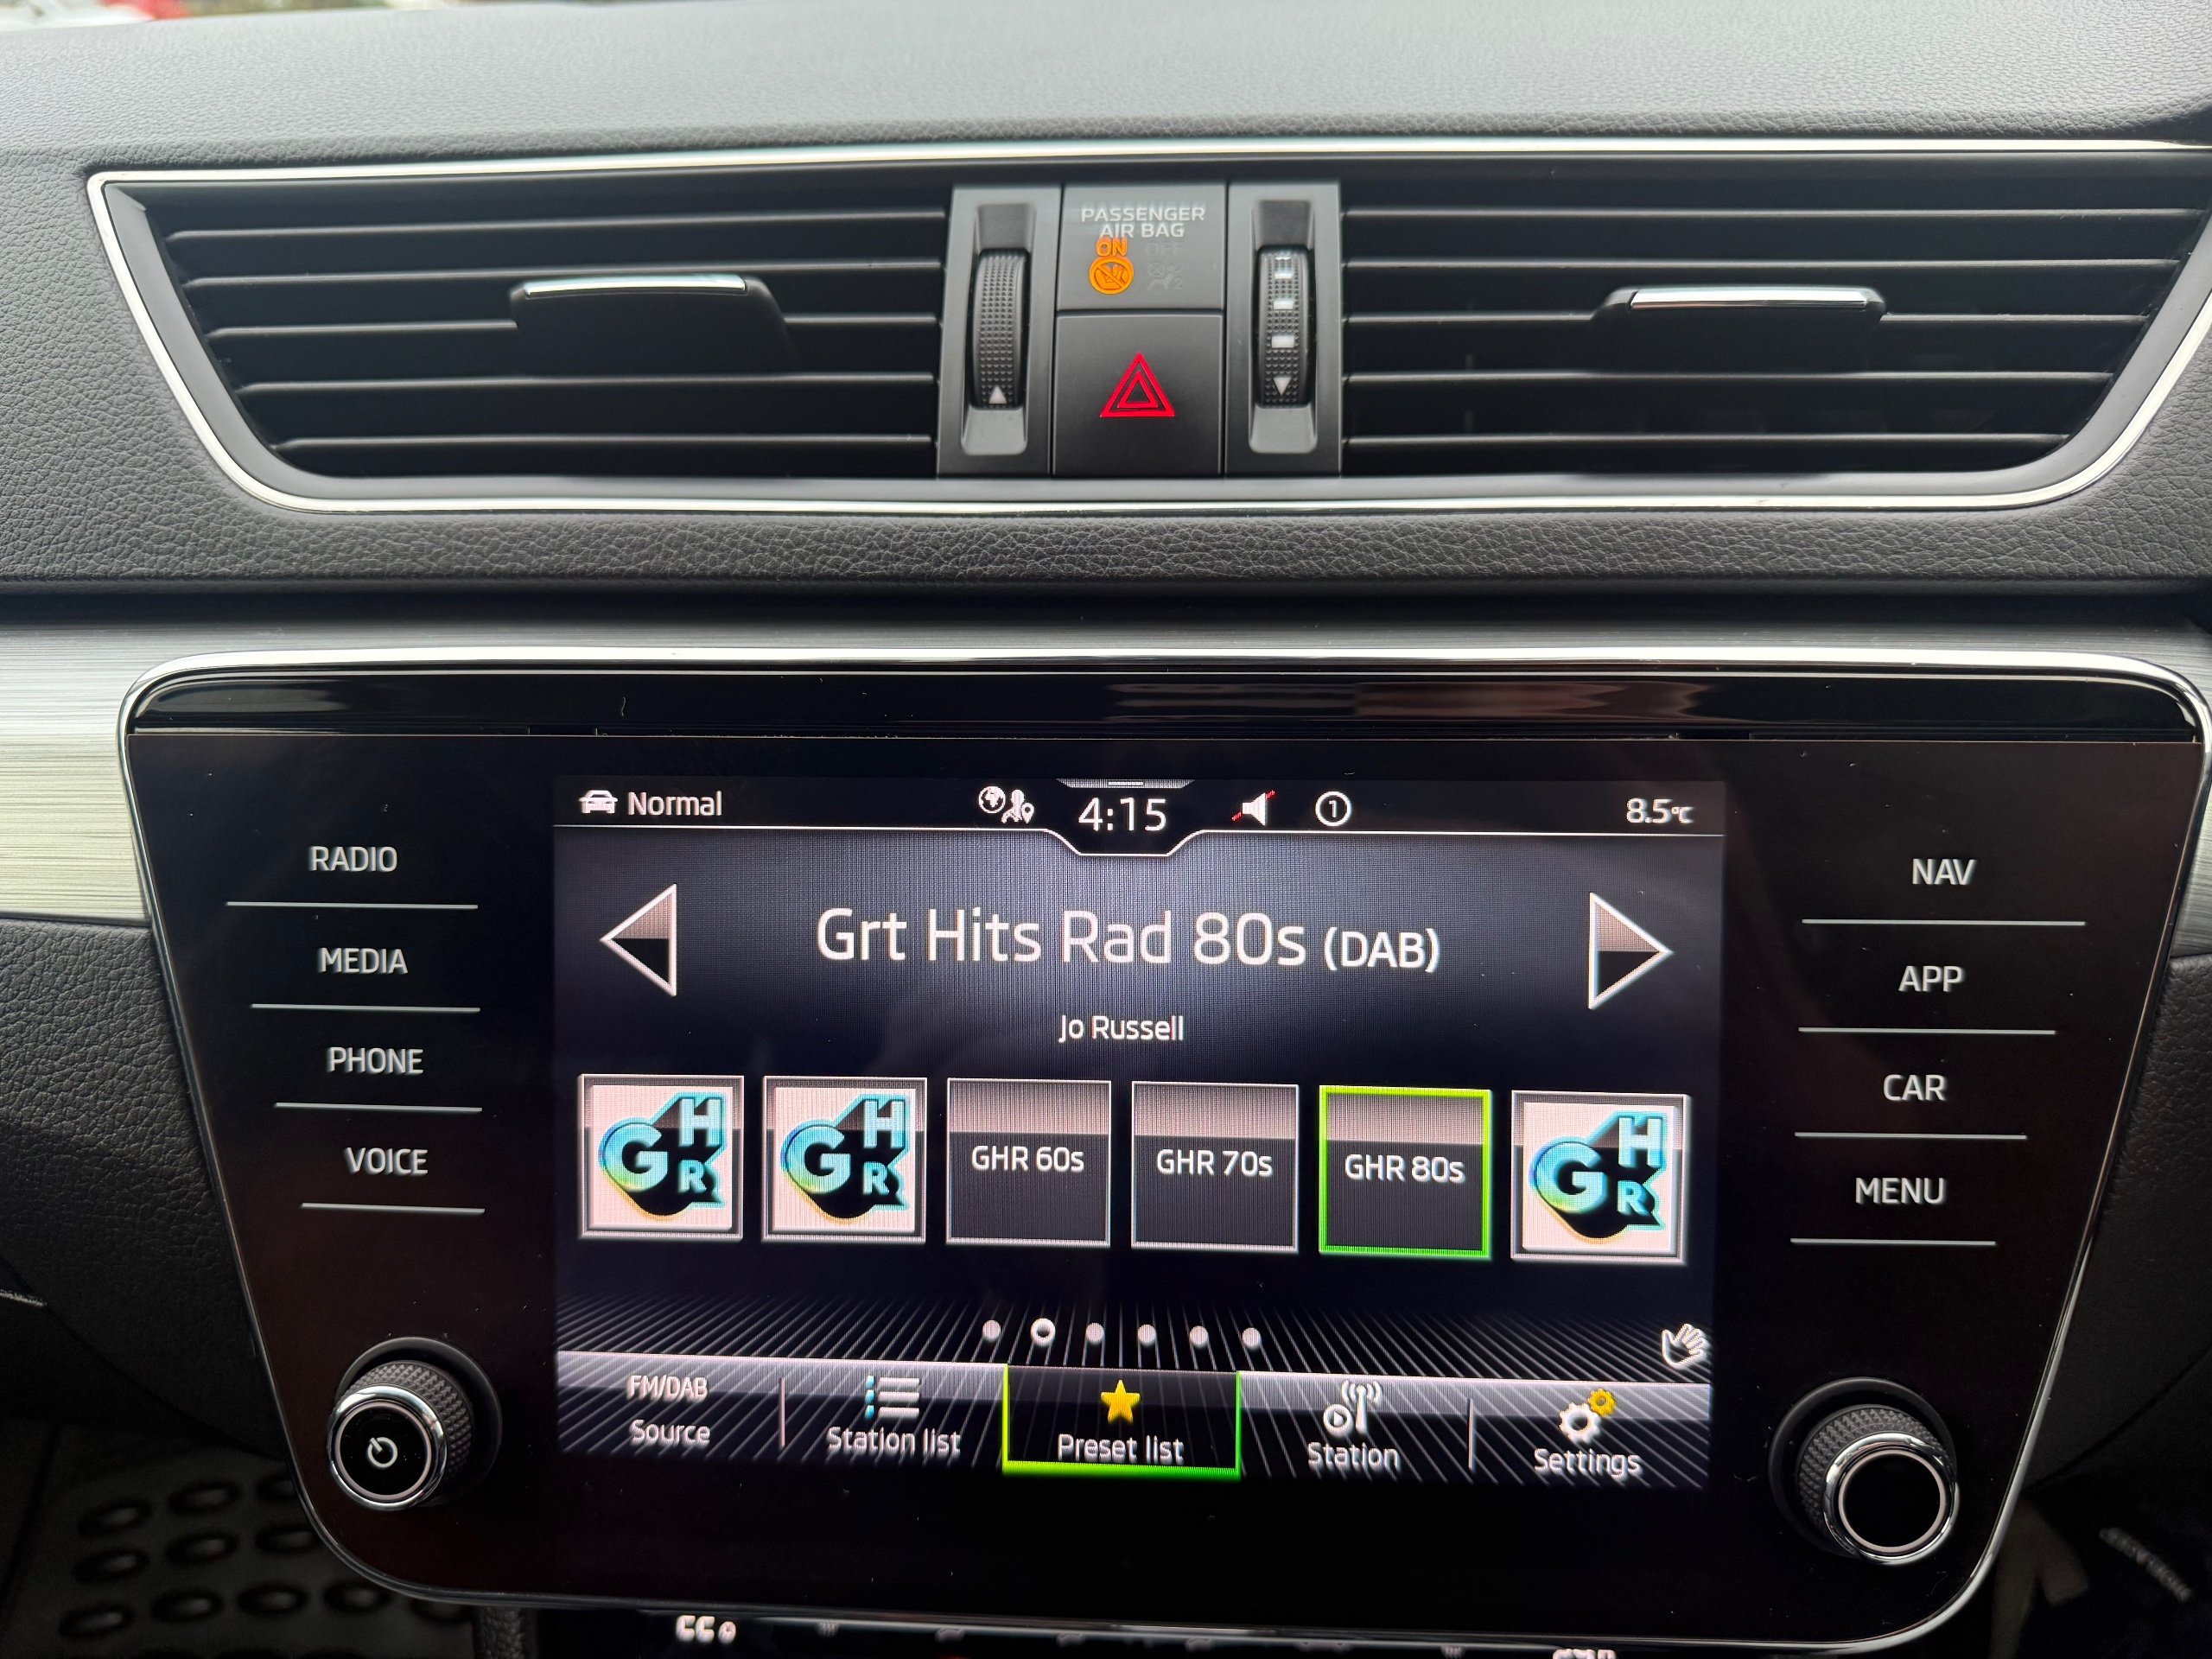 PASSENGER
AIR BAG
ON OFF
Normal
4:15
1
8.5°C
RADIO
MEDIA
PHONE
VOICE
NAV
APP
CAR
MENU
Grt Hits Rad 80s (DAB)
Jo Russell
GHR
GHR
GHR 60s
GHR 70s
GHR 80s
GHR
FM/DAB
Source
Station list
Preset list
Station
Settings